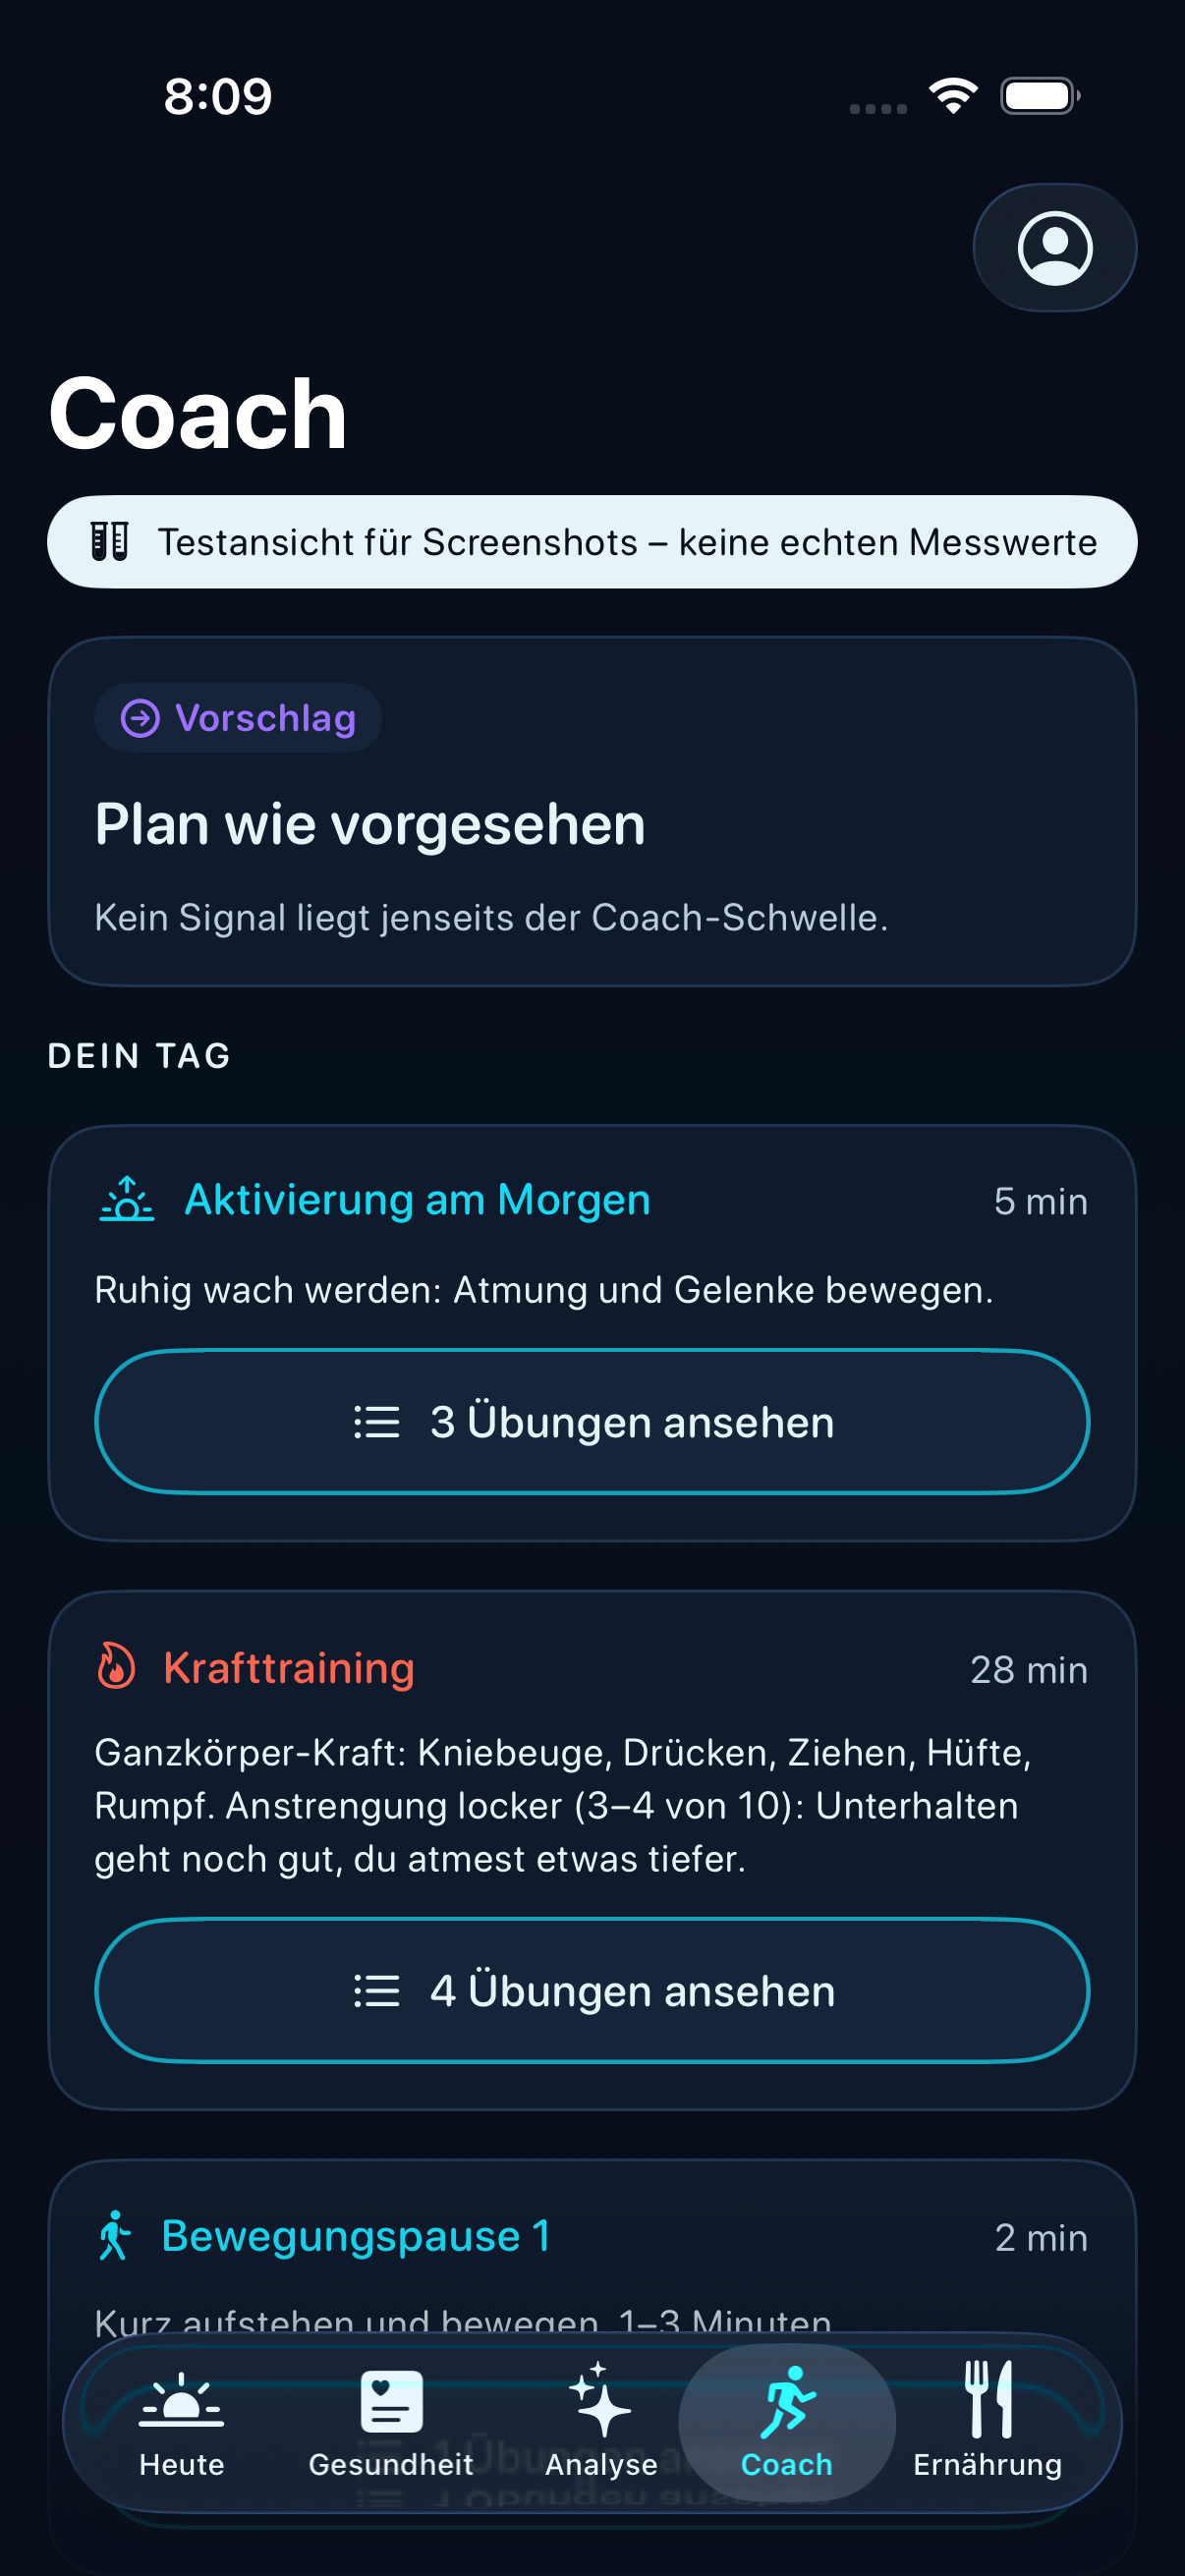 8:09
Coach
Testansicht für Screenshots – keine echten Messwerte
Vorschlag
Plan wie vorgesehen
Kein Signal liegt jenseits der Coach-Schwelle.
DEIN TAG
Aktivierung am Morgen
5 min
Ruhig wach werden: Atmung und Gelenke bewegen.
3 Übungen ansehen
Krafttraining
28 min
Ganzkörper-Kraft: Kniebeuge, Drücken, Ziehen, Hüfte,
Rumpf. Anstrengung locker (3–4 von 10): Unterhalten
geht noch gut, du atmest etwas tiefer.
4 Übungen ansehen
Bewegungspause 1
2 min
Kurz aufstehen und bewegen, 1–3 Minuten
Heute
Gesundheit
Analyse
Coach
Ernährung